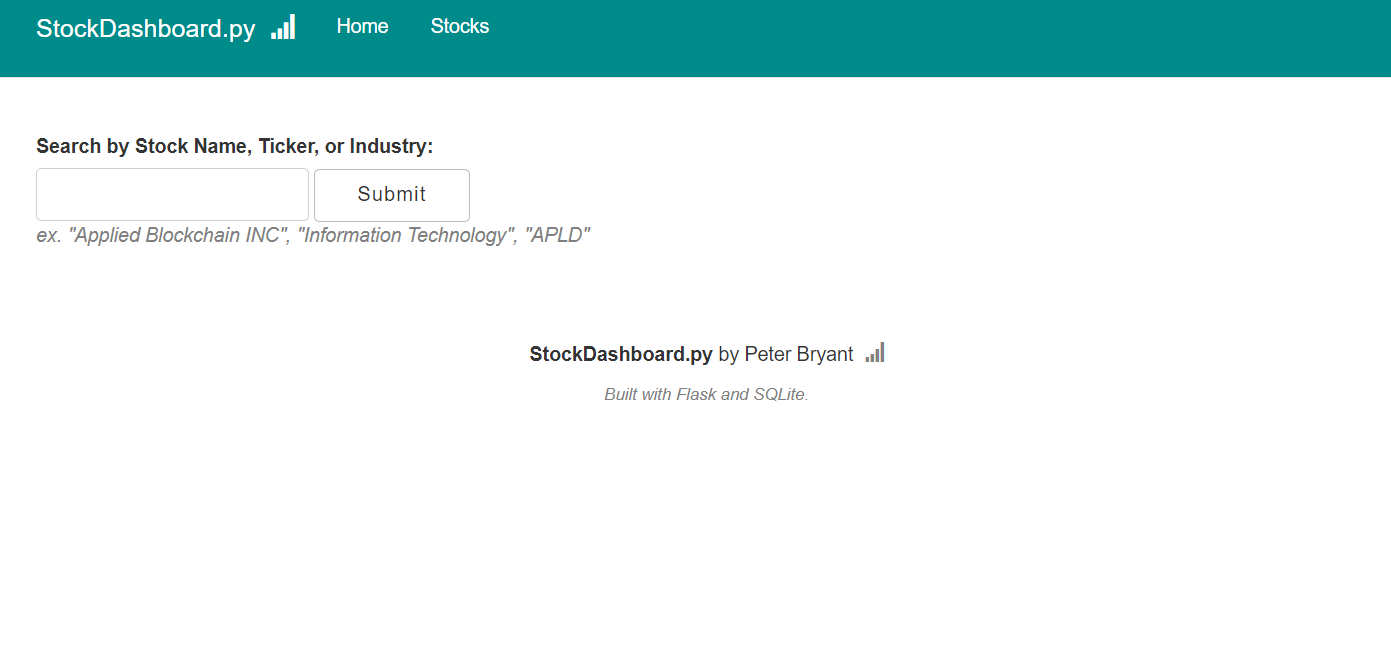 StockDashboard.py Home Stocks
Search by Stock Name, Ticker, or Industry:
Submit
ex. "Applied Blockchain INC", "Information Technology", "APLD"
StockDashboard.py by Peter Bryant
Built with Flask and SQLite.